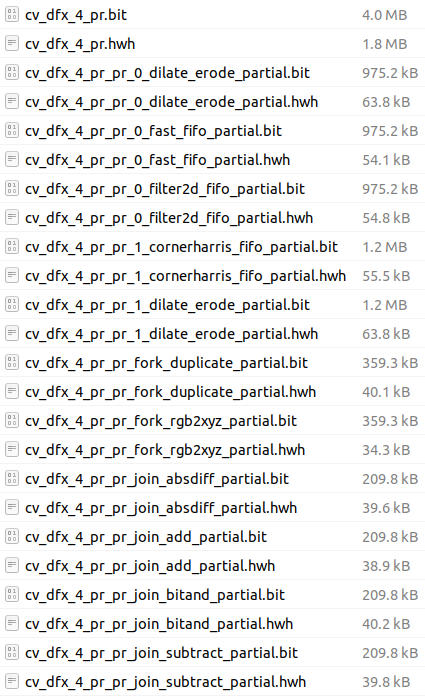 cv_dfx_4_pr.bit 4.0 MB
cv_dfx_4_pr.hwh 1.8 MB
cv_dfx_4_pr_pr_0_dilate_erode_partial.bit 975.2 kB
cv_dfx_4_pr_pr_0_dilate_erode_partial.hwh 63.8 kB
cv_dfx_4_pr_pr_0_fast_fifo_partial.bit 975.2 kB
cv_dfx_4_pr_pr_0_fast_fifo_partial.hwh 54.1 kB
cv_dfx_4_pr_pr_0_filter2d_fifo_partial.bit 975.2 kB
cv_dfx_4_pr_pr_0_filter2d_fifo_partial.hwh 54.8 kB
cv_dfx_4_pr_pr_1_cornerharris_fifo_partial.bit 1.2 MB
cv_dfx_4_pr_pr_1_cornerharris_fifo_partial.hwh 55.5 kB
cv_dfx_4_pr_pr_1_dilate_erode_partial.bit 1.2 MB
cv_dfx_4_pr_pr_1_dilate_erode_partial.hwh 63.8 kB
cv_dfx_4_pr_pr_fork_duplicate_partial.bit 359.3 kB
cv_dfx_4_pr_pr_fork_duplicate_partial.hwh 40.1 kB
cv_dfx_4_pr_pr_fork_rgb2xyz_partial.bit 359.3 kB
cv_dfx_4_pr_pr_fork_rgb2xyz_partial.hwh 34.3 kB
cv_dfx_4_pr_pr_join_absdiff_partial.bit 209.8 kB
cv_dfx_4_pr_pr_join_absdiff_partial.hwh 39.6 kB
cv_dfx_4_pr_pr_join_add_partial.bit 209.8 kB
cv_dfx_4_pr_pr_join_add_partial.hwh 38.9 kB
cv_dfx_4_pr_pr_join_bitand_partial.bit 209.8 kB
cv_dfx_4_pr_pr_join_bitand_partial.hwh 40.2 kB
cv_dfx_4_pr_pr_join_subtract_partial.bit 209.8 kB
cv_dfx_4_pr_pr_join_subtract_partial.hwh 39.8 kB